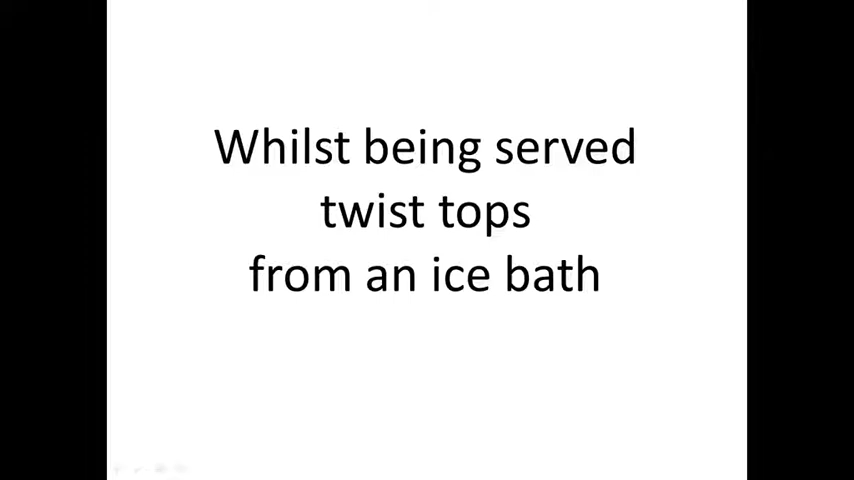 Whilst being served
twist tops
from an ice bath